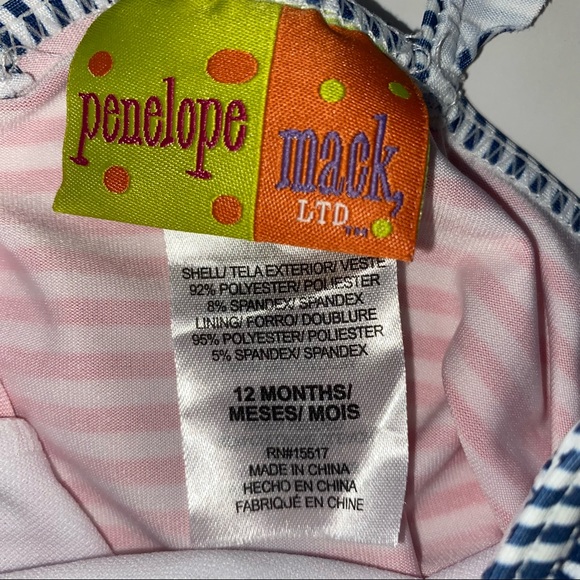 penelope
mack,
LTD...
SHELL/ TELA EXTERIOR/ VESTE
92% POLYESTER/ POLIESTER
8% SPANDEX/ SPANDEX
LINING/ FORRO/ DOUBLURE
95% POLYESTER/ POLIESTER
5% SPANDEX/ SPANDEX
12 MONTHS/
MESES/ MOIS
RN#15517
MADE IN CHINA
HECHO EN CHINA
FABRIQUÉ EN CHINE